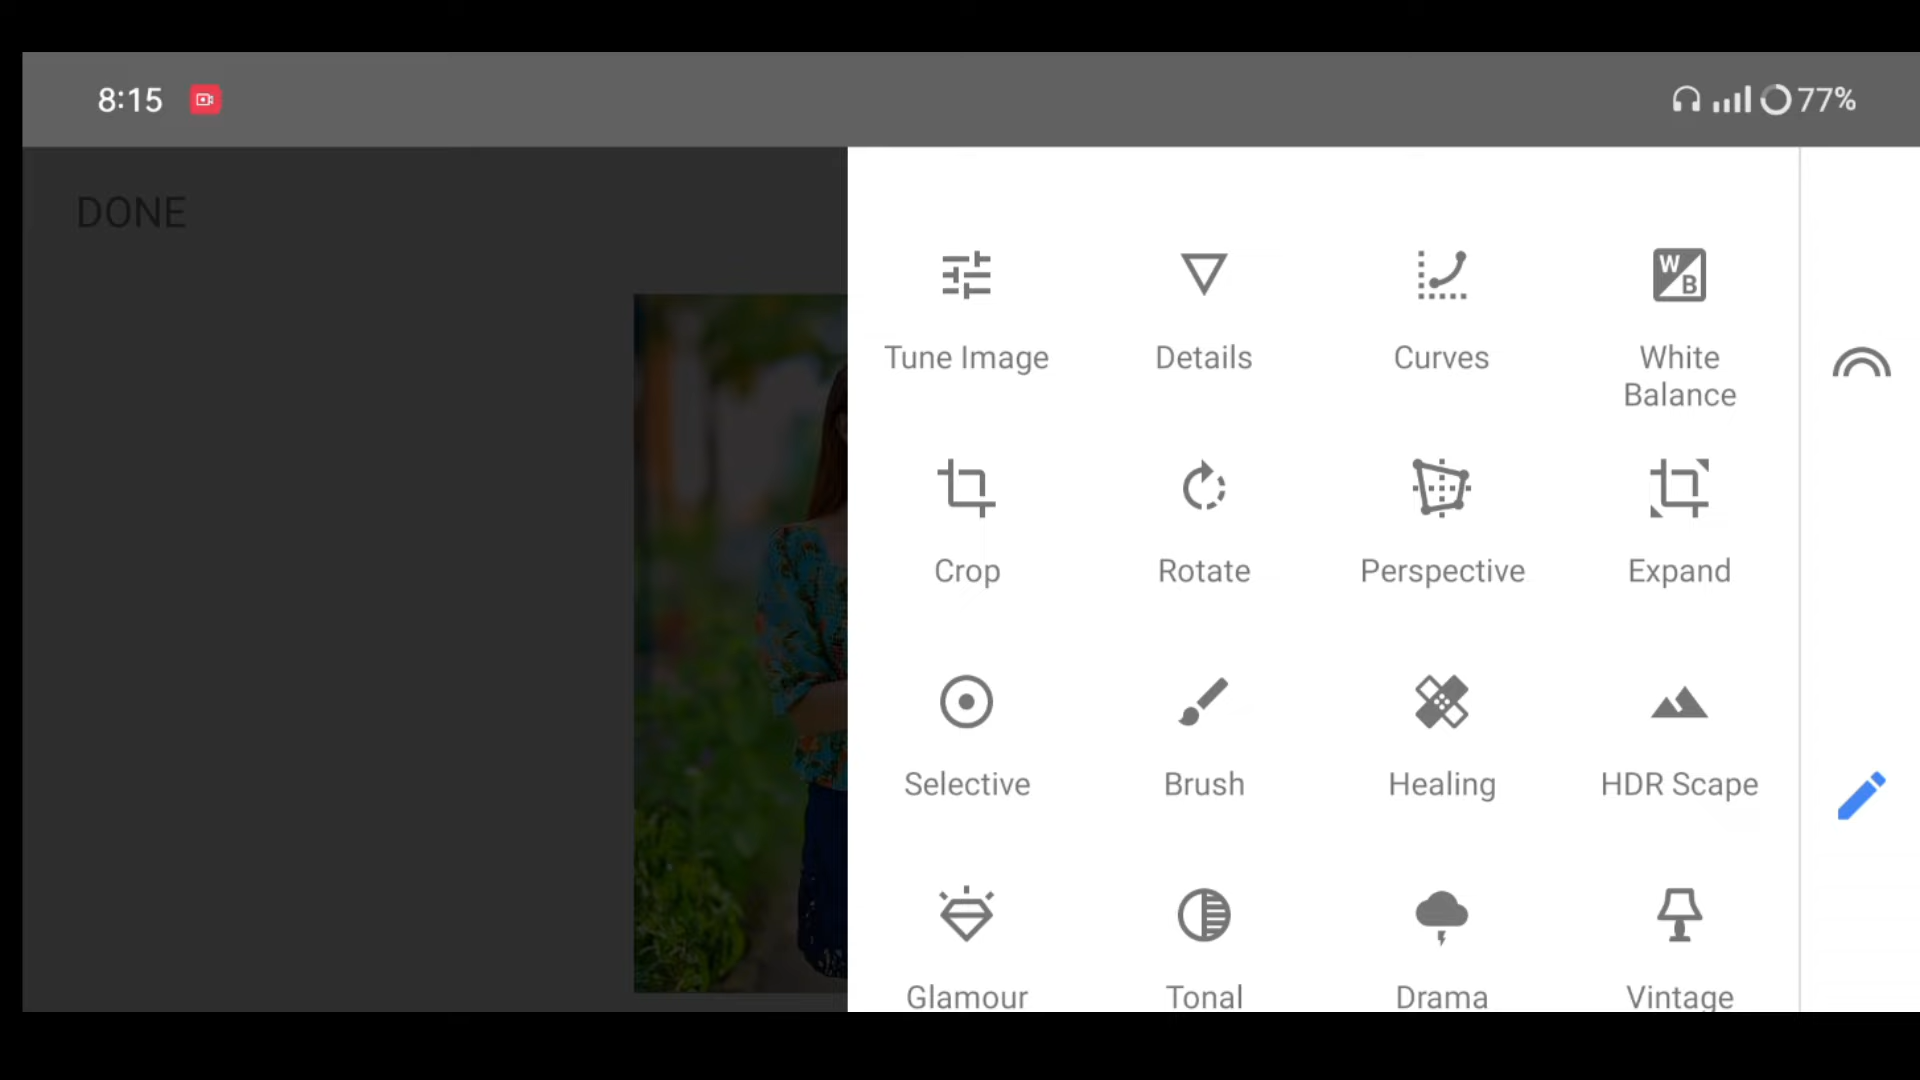 8:15
77%
DONE
Tune Image
Details
Curves
White
Balance
Crop
Rotate
Perspective
Expand
Selective
Brush
Healing
HDR Scape
Glamour
Tonal
Drama
Vintage